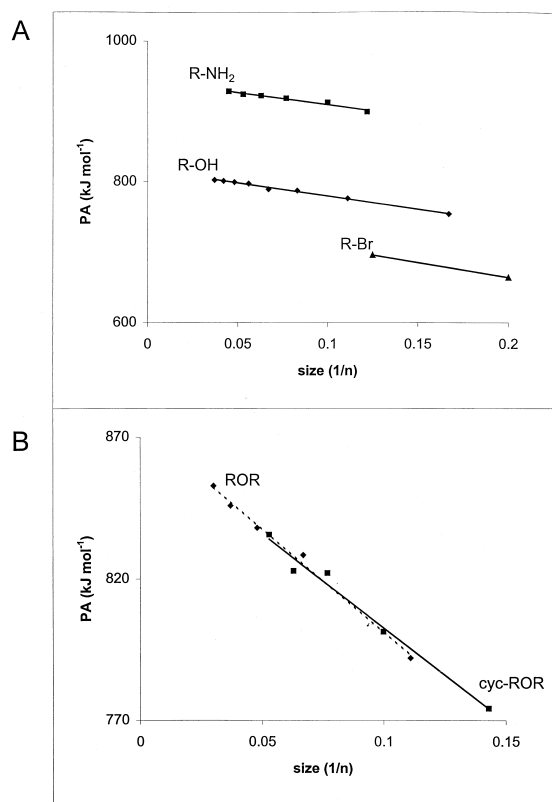 A
1000
R-NH2
800
R-OH
R-Br
600
PA (kJ mol-1)
0 0.05 0.1 0.15 0.2
size (1/n)
B
870
ROR
820
cyc-ROR
770
PA (kJ mol-1)
0 0.05 0.1 0.15
size (1/n)